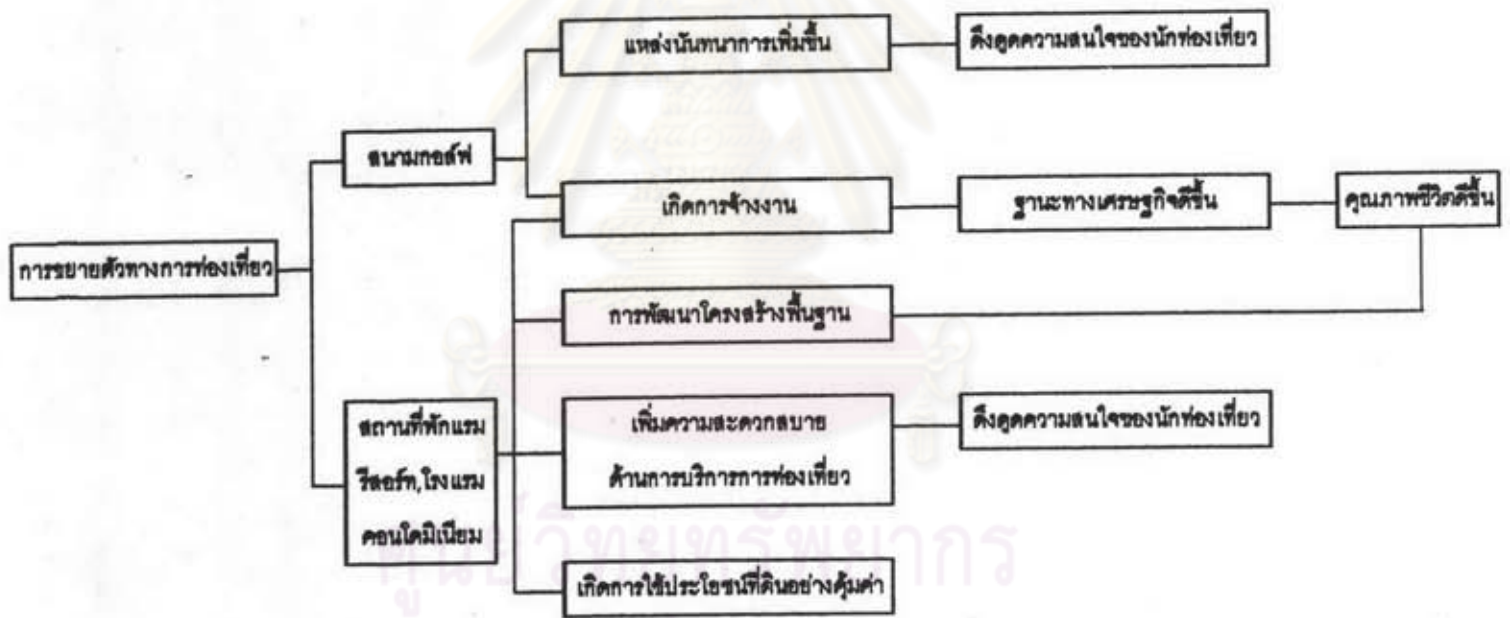 แหล่งนันทนาการเพิ่มขึ้น
ดึงดูดความสนใจของนักท่องเที่ยว
สนามกอล์ฟ
เกิดการจ้างงาน
ฐานะทางเศรษฐกิจดีขึ้น
คุณภาพชีวิตดีขึ้น
การขยายตัวทางการท่องเที่ยว
การพัฒนาโครงสร้างพื้นฐาน
สถานที่พักแรม
รีสอร์ท,โรงแรม
คอนโดมิเนียม
เพิ่มความสะดวกสบาย
ด้านการบริการการท่องเที่ยว
ดึงดูดความสนใจของนักท่องเที่ยว
เกิดการใช้ประโยชน์ที่ดินอย่างคุ้มค่า
ศูนย์วิทยทรัพยากร